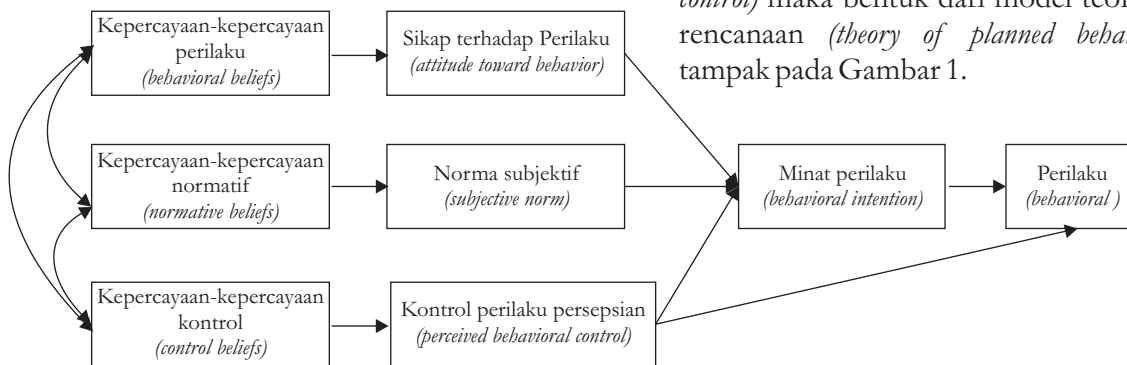 control) maka bentuk dari model teori
rencanaan (theory of planned behav
tampak pada Gambar 1.
Kepercayaan-kepercayaan
perilaku
(behavioral beliefs)
Sikap terhadap Perilaku
(attitude toward behavior)
Kepercayaan-kepercayaan
normatif
(normative beliefs)
Norma subjektif
(subjective norm)
Minat perilaku
(behavioral intention)
Perilaku
(behavioral )
Kepercayaan-kepercayaan
kontrol
(control beliefs)
Kontrol perilaku persepsian
(perceived behavioral control)